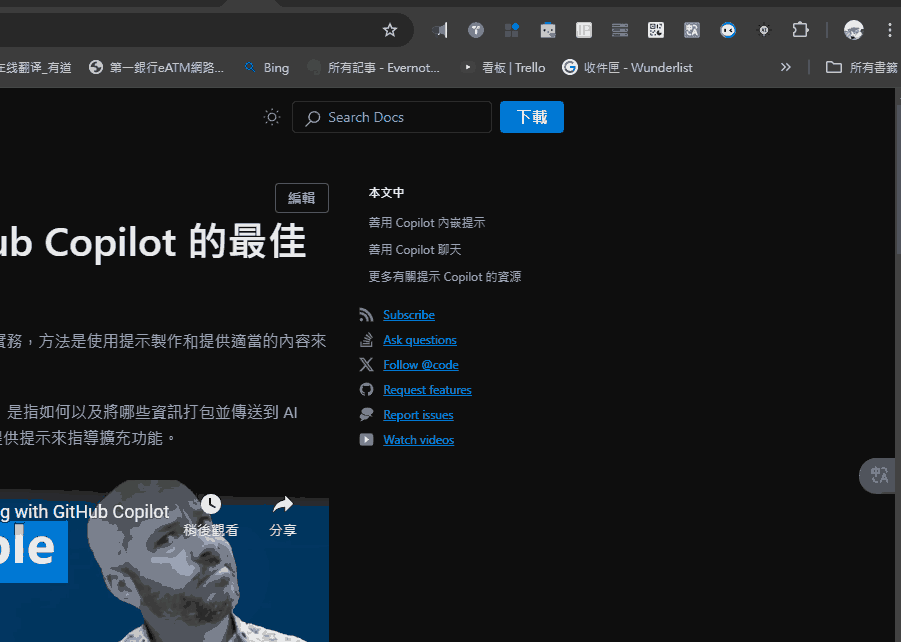 在线翻译_有道
第一銀行eATM網路...
Bing
所有記事 - Evernot...
看板 | Trello
收件匣 - Wunderlist
所有書籤
Search Docs
下載
編輯
ub Copilot 的最佳
實務，方法是使用提示製作和提供適當的內容來
是指如何以及將哪些資訊打包並傳送到 AI
提供提示來指導擴充功能。
g with GitHub Copilot
稍後觀看
分享
ple
本文中
善用 Copilot 內嵌提示
善用 Copilot 聊天
更多有關提示 Copilot 的資源
Subscribe
Ask questions
Follow @code
Request features
Report issues
Watch videos